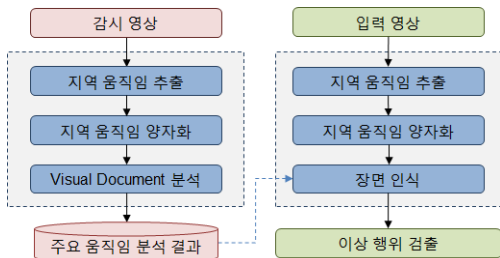 감시 영상
지역 움직임 추출
지역 움직임 양자화
Visual Document 분석
주요 움직임 분석 결과
입력 영상
지역 움직임 추출
지역 움직임 양자화
장면 인식
이상 행위 검출